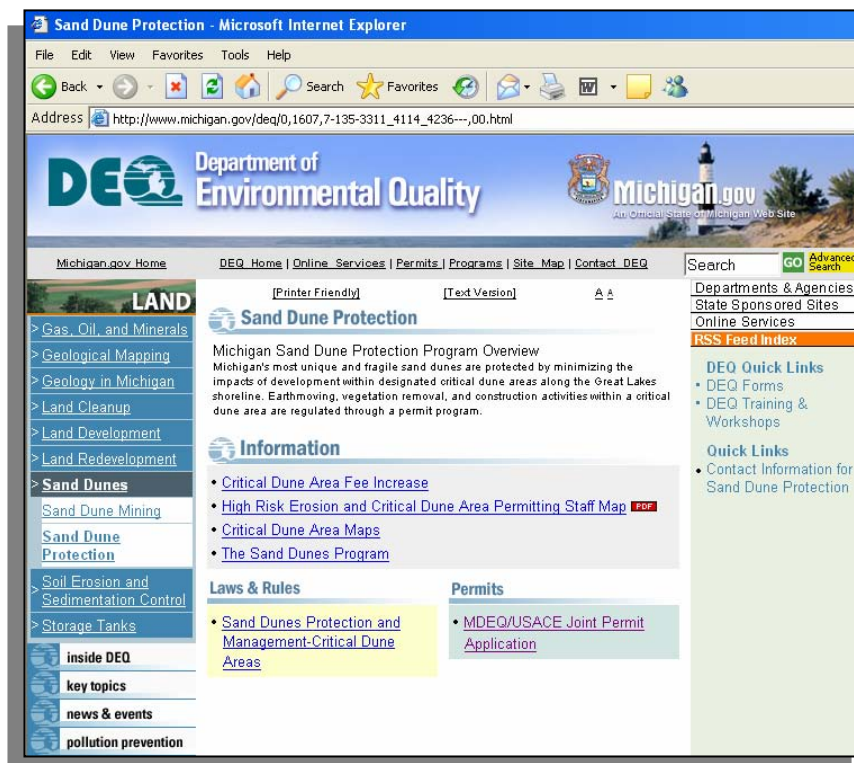 Sand Dune Protection - Microsoft Internet Explorer
File Edit View Favorites Tools Help
Back Search Favorites
Address http://www.michigan.gov/deq/0,1607,7-135-3311_4114_4236---,00.html
DEQ Department of
Environmental Quality
Michigan.gov
An Official State of Michigan Web Site
Michigan.gov Home
DEQ Home | Online Services | Permits | Programs | Site Map | Contact DEQ
Search GO Advanced
Search
LAND
> Gas, Oil, and Minerals
> Geological Mapping
> Geology in Michigan
> Land Cleanup
> Land Development
> Land Redevelopment
> Sand Dunes
Sand Dune Mining
Sand Dune
Protection
> Soil Erosion and
Sedimentation Control
> Storage Tanks
inside DEQ
key topics
news & events
pollution prevention
[Printer Friendly] [Text Version] A A
Sand Dune Protection
Michigan Sand Dune Protection Program Overview
Michigan's most unique and fragile sand dunes are protected by minimizing the
impacts of development within designated critical dune areas along the Great Lakes
shoreline. Earthmoving, vegetation removal, and construction activities within a critical
dune area are regulated through a permit program.
Information
• Critical Dune Area Fee Increase
• High Risk Erosion and Critical Dune Area Permitting Staff Map PDF
• Critical Dune Area Maps
• The Sand Dunes Program
Laws & Rules
• Sand Dunes Protection and
Management-Critical Dune
Areas
Permits
• MDEQ/USACE Joint Permit
Application
Departments & Agencies
State Sponsored Sites
Online Services
RSS Feed Index
DEQ Quick Links
• DEQ Forms
• DEQ Training &
Workshops
Quick Links
• Contact Information for
Sand Dune Protection